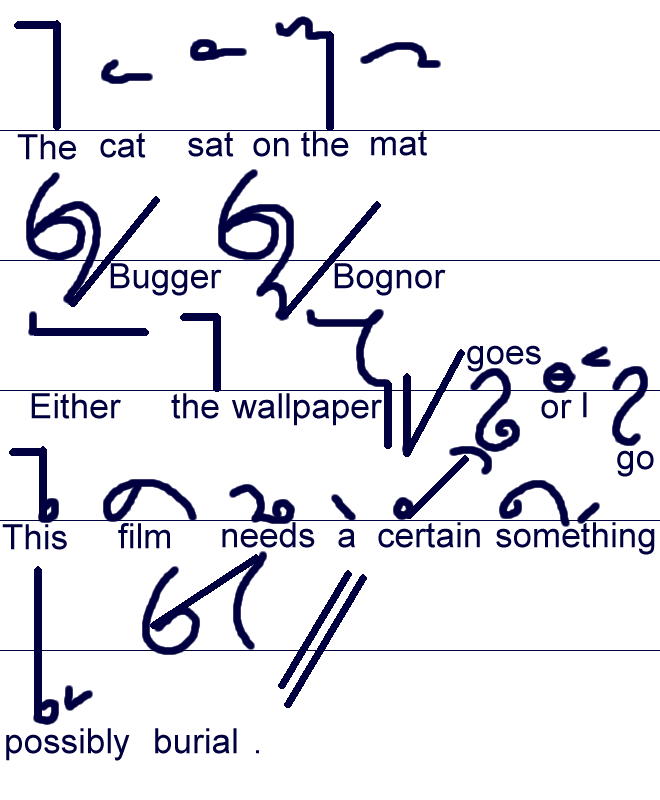 The cat sat on the mat
Bugger Bognor
Either the wallpaper goes or I go
This film needs a certain something
possibly burial .